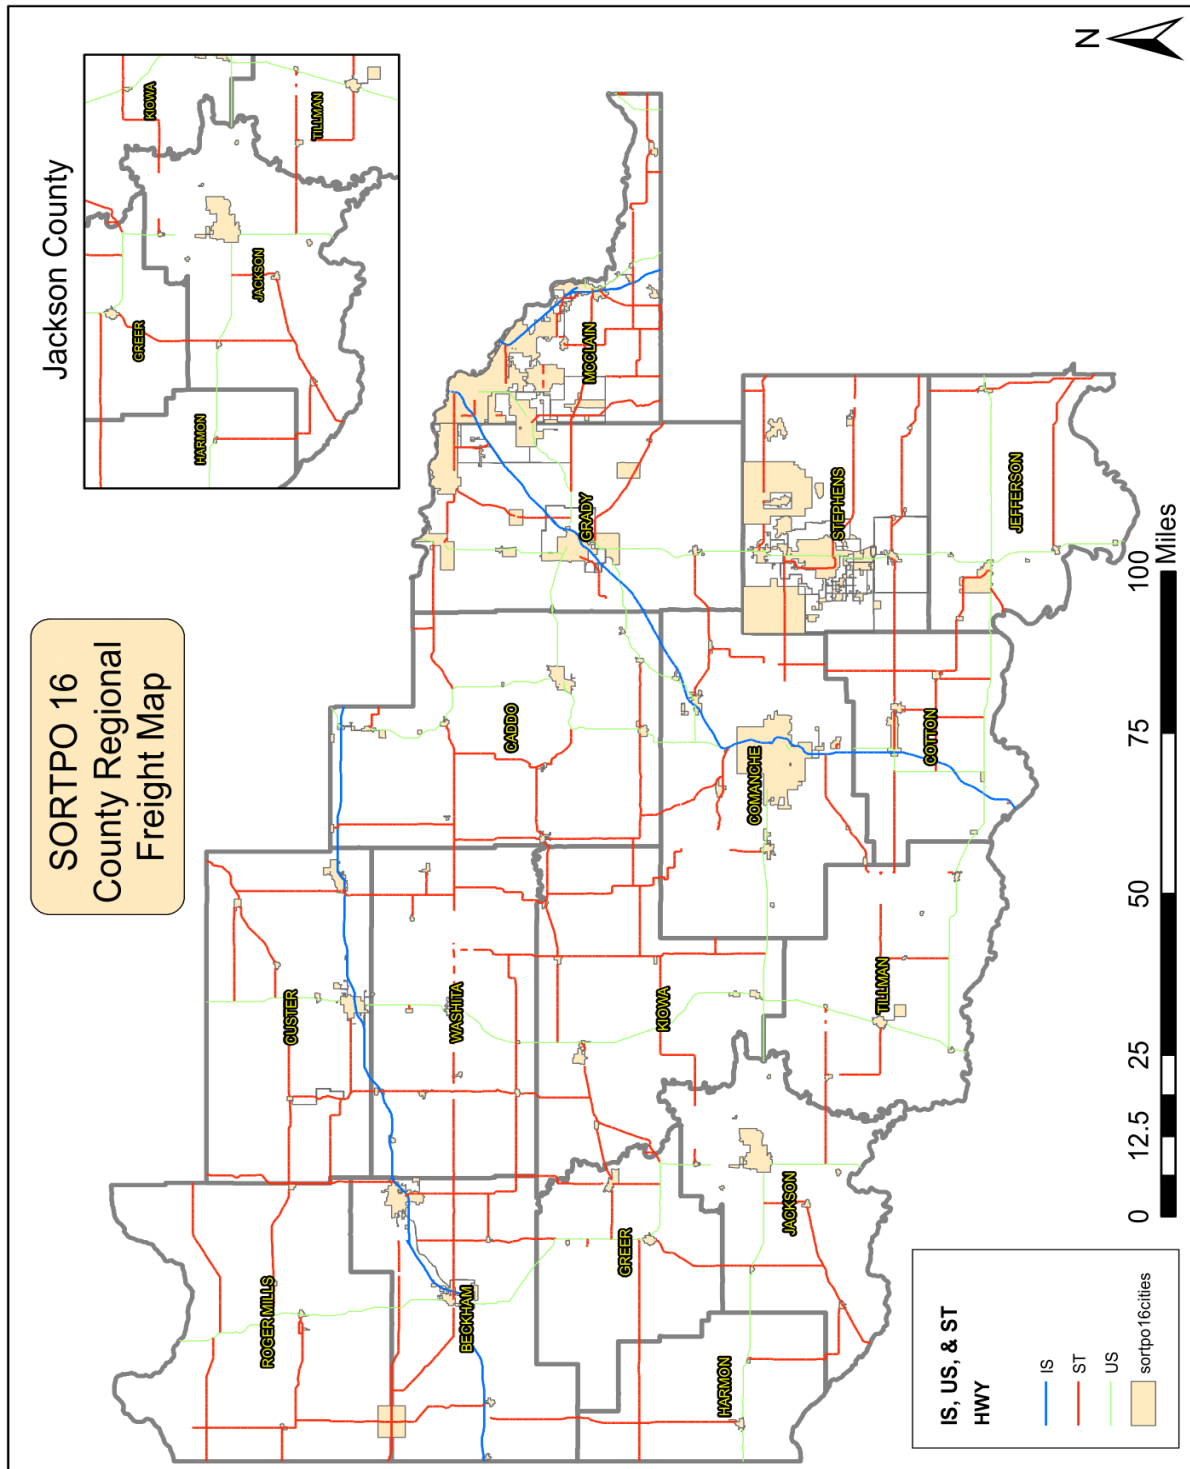 SORTPO 16
County Regional
Freight Map
Jackson County
KIOWA
TILLMAN
GREER
JACKSON
HARMON
N
ROGER MILLS
CUSTER
BECKHAM
WASHITA
CADDO
GRADY
MCCLAIN
GREER
KIOWA
COMANCHE
STEPHENS
HARMON
JACKSON
TILLMAN
COTTON
JEFFERSON
IS, US, & ST
HWY
IS
ST
US
sortpo16cities
0 12.5 25 50 75 100
Miles